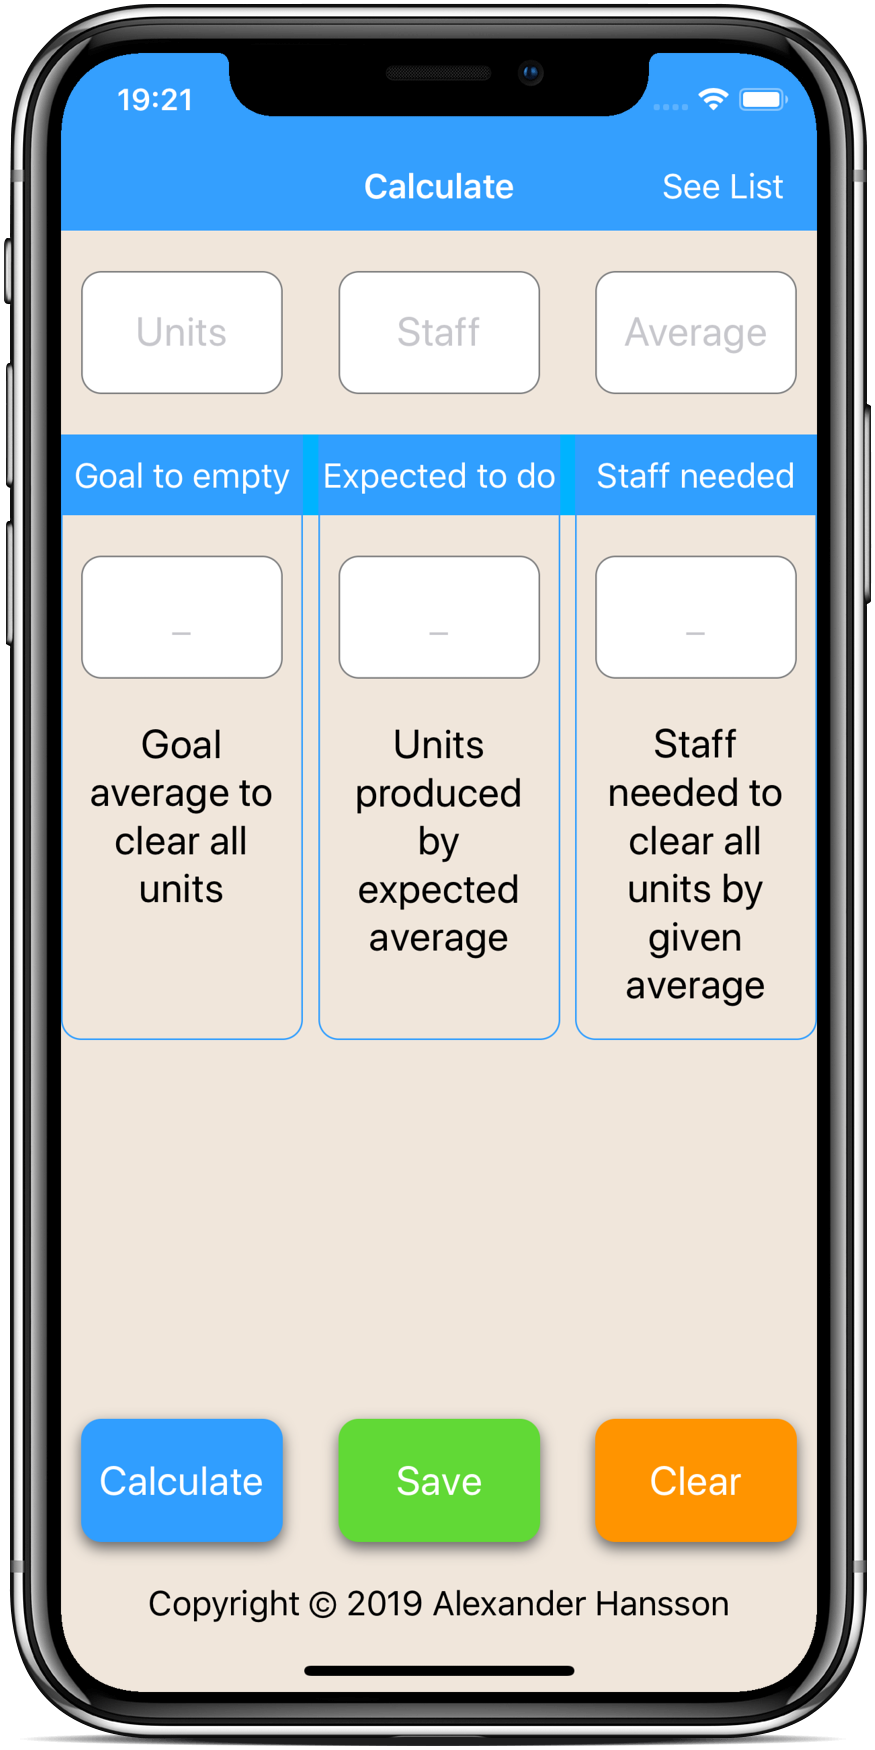 19:21
Calculate
See List
Units
Staff
Average
Goal to empty
Expected to do
Staff needed
_
_
_
Goal
average to
clear all
units
Units
produced
by
expected
average
Staff
needed to
clear all
units by
given
average
Calculate
Save
Clear
Copyright © 2019 Alexander Hansson